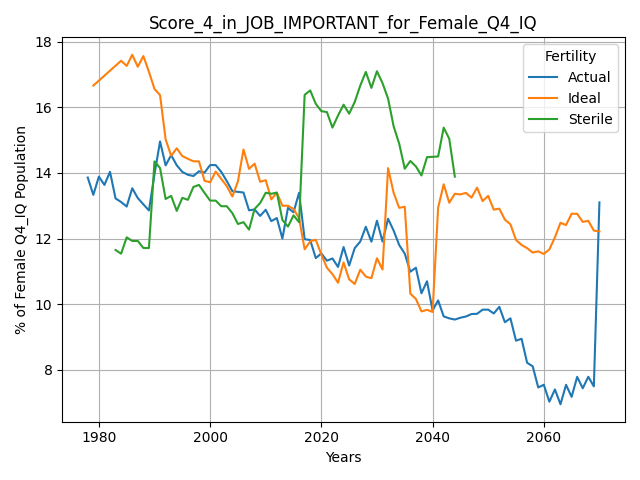 Score_4_in_JOB_IMPORTANT_for_Female_Q4_IQ
Fertility
Actual
Ideal
Sterile
% of Female Q4_IQ Population
18
16
14
12
10
8
1980 2000 2020 2040 2060
Years